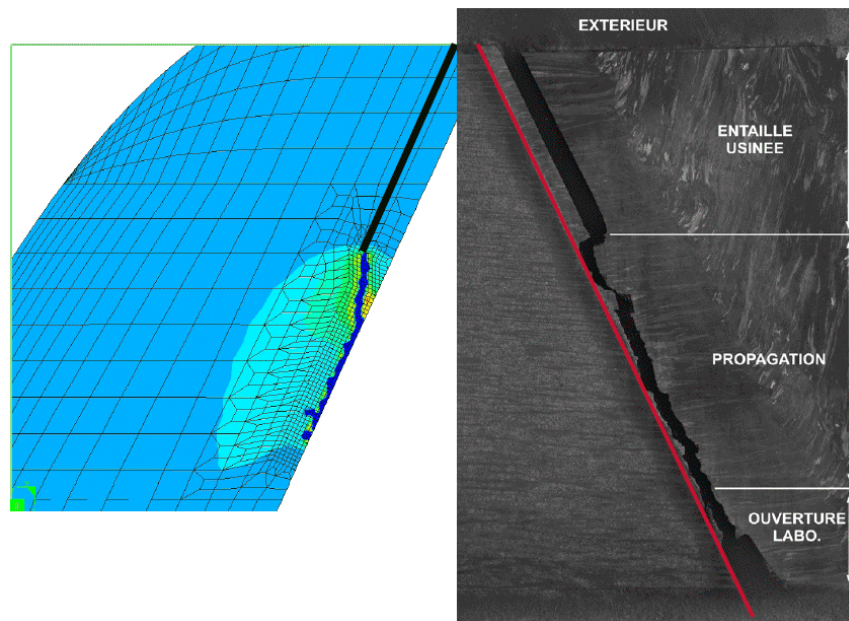 EXTERIEUR
ENTAILLE
USINEE
PROPAGATION
OUVERTURE
LABO.